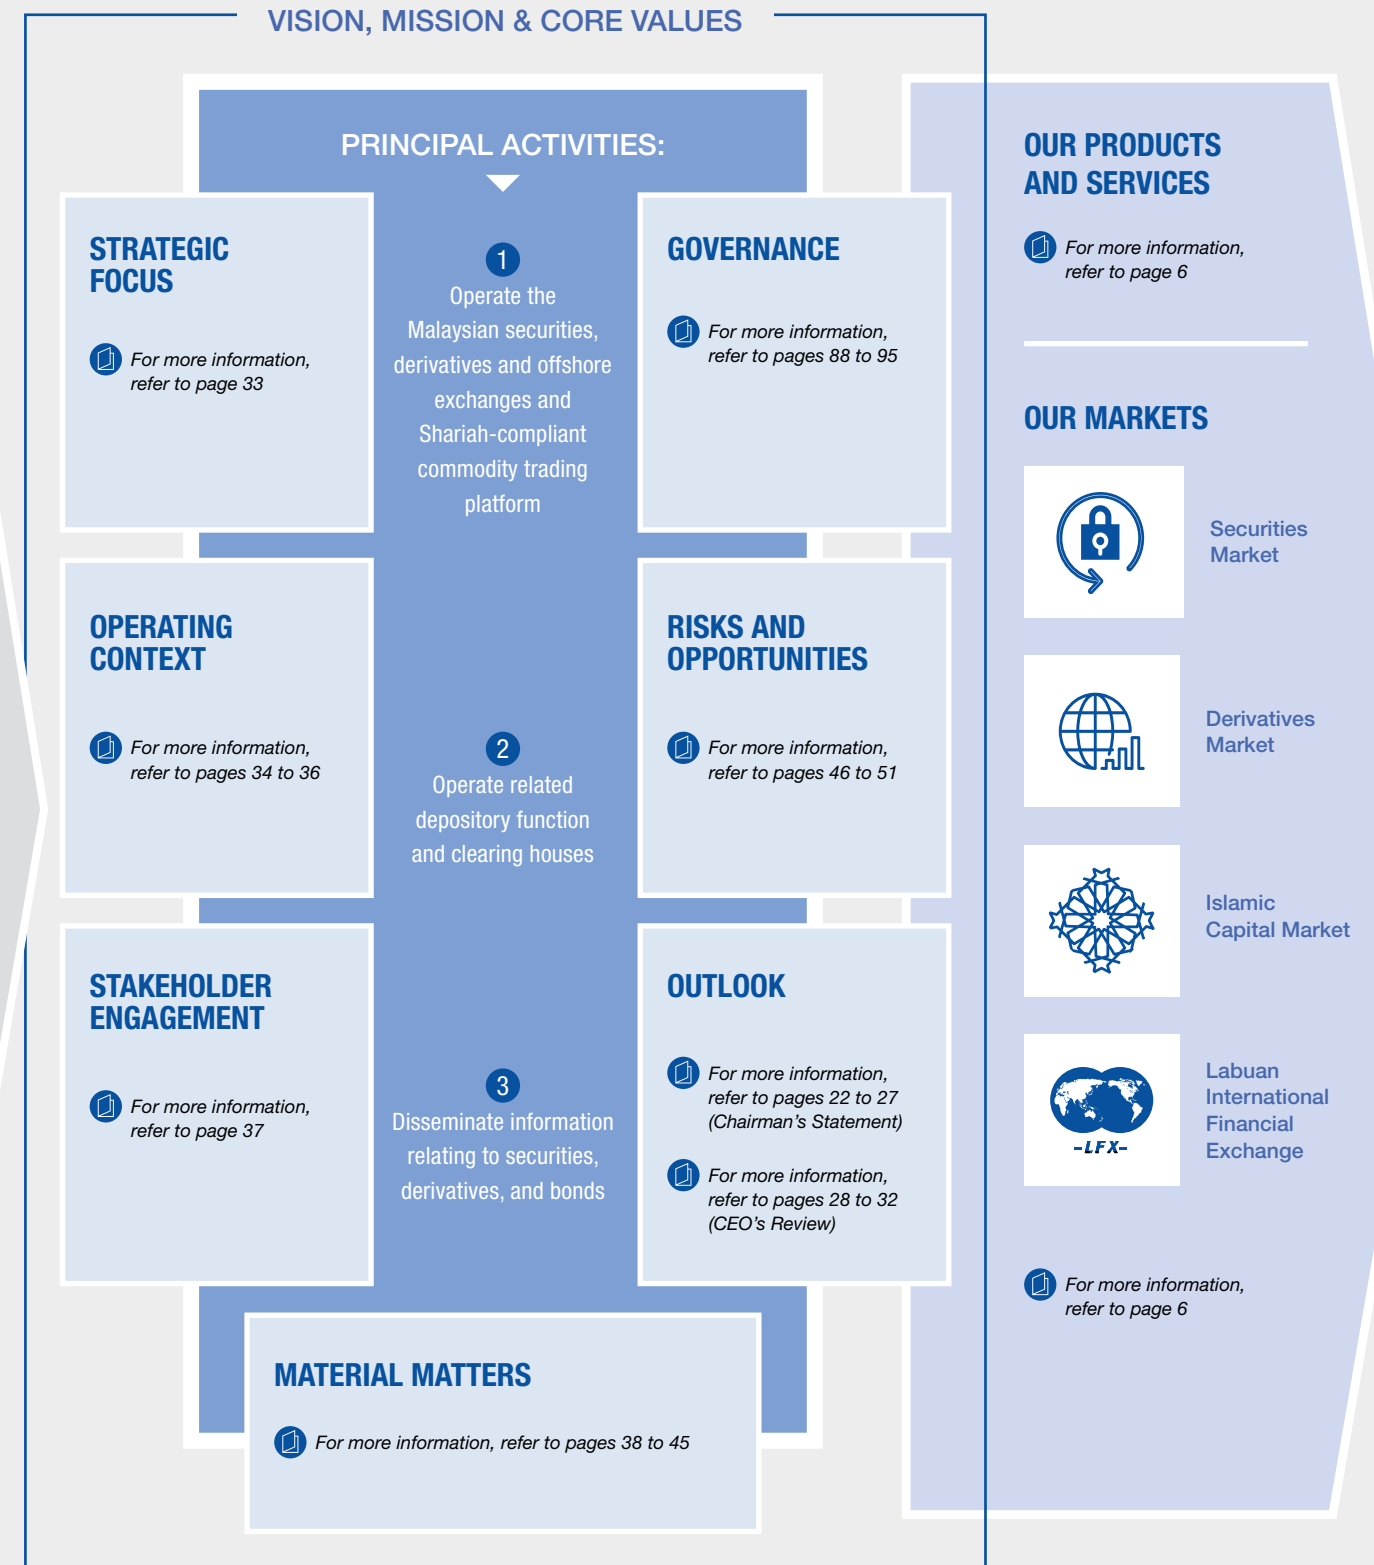 VISION, MISSION & CORE VALUES
PRINCIPAL ACTIVITIES:
STRATEGIC
FOCUS
For more information,
refer to page 33
1
Operate the
Malaysian securities,
derivatives and offshore
exchanges and
Shariah-compliant
commodity trading
platform
GOVERNANCE
For more information,
refer to pages 88 to 95
OPERATING
CONTEXT
For more information,
refer to pages 34 to 36
2
Operate related
depository function
and clearing houses
RISKS AND
OPPORTUNITIES
For more information,
refer to pages 46 to 51
STAKEHOLDER
ENGAGEMENT
For more information,
refer to page 37
3
Disseminate information
relating to securities,
derivatives, and bonds
OUTLOOK
For more information,
refer to pages 22 to 27
(Chairman's Statement)
For more information,
refer to pages 28 to 32
(CEO's Review)
MATERIAL MATTERS
For more information, refer to pages 38 to 45
OUR PRODUCTS
AND SERVICES
For more information,
refer to page 6
OUR MARKETS
Securities
Market
Derivatives
Market
Islamic
Capital Market
-LFX-
Labuan
International
Financial
Exchange
For more information,
refer to page 6